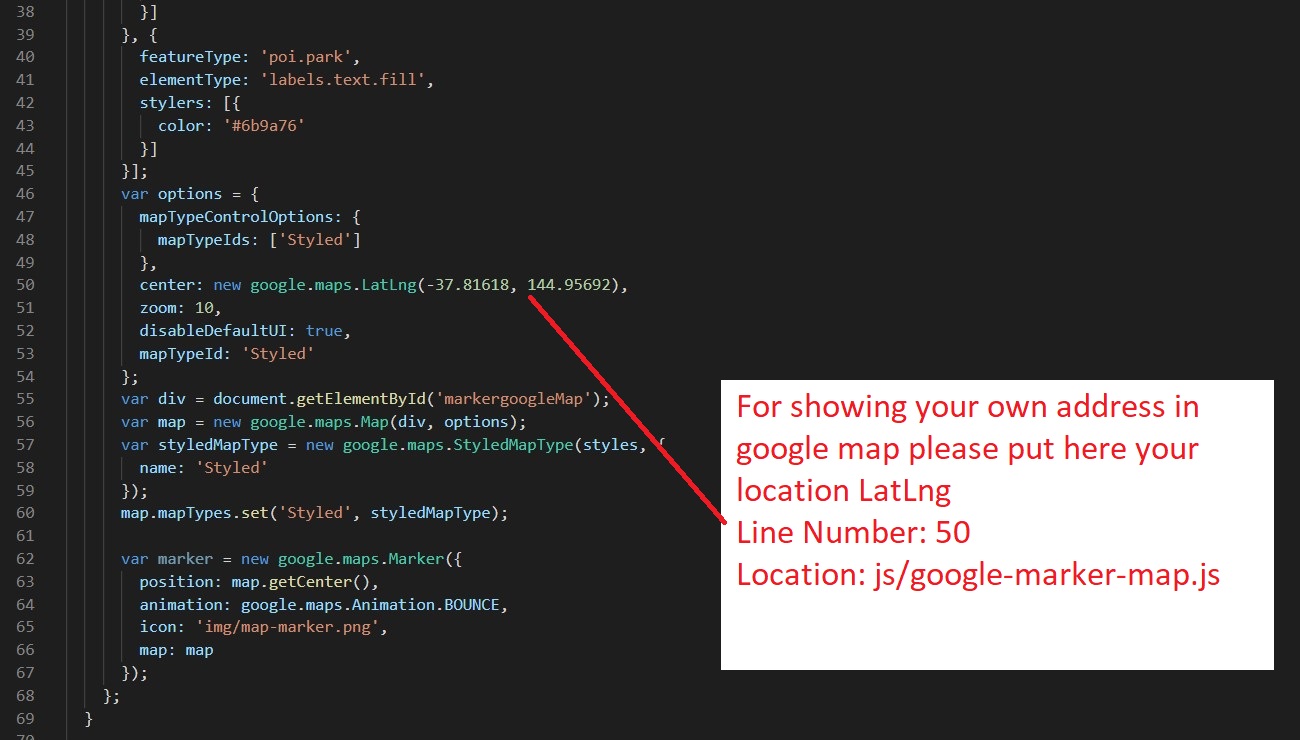 38 }]
39 }, {
40 featureType: 'poi.park',
41 elementType: 'labels.text.fill',
42 stylers: [{
43 color: '#6b9a76'
44 }]
45 }];
46 var options = {
47 mapTypeControlOptions: {
48 mapTypeIds: ['Styled']
49 },
50 center: new google.maps.LatLng(-37.81618, 144.95692),
51 zoom: 10,
52 disableDefaultUI: true,
53 mapTypeId: 'Styled'
54 };
55 var div = document.getElementById('markergoogleMap');
56 var map = new google.maps.Map(div, options);
57 var styledMapType = new google.maps.StyledMapType(styles, {
58 name: 'Styled'
59 });
60 map.mapTypes.set('Styled', styledMapType);
61
62 var marker = new google.maps.Marker({
63 position: map.getCenter(),
64 animation: google.maps.Animation.BOUNCE,
65 icon: 'img/map-marker.png',
66 map: map
67 });
68 };
69 }
For showing your own address in
google map please put here your
location LatLng
Line Number: 50
Location: js/google-marker-map.js